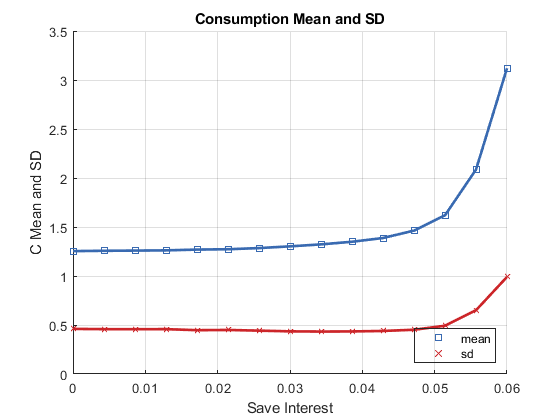 Consumption Mean and SD
3.5
3
2.5
2
1.5
1
0.5
0
C Mean and SD
0 0.01 0.02 0.03 0.04 0.05 0.06
Save Interest
mean
sd